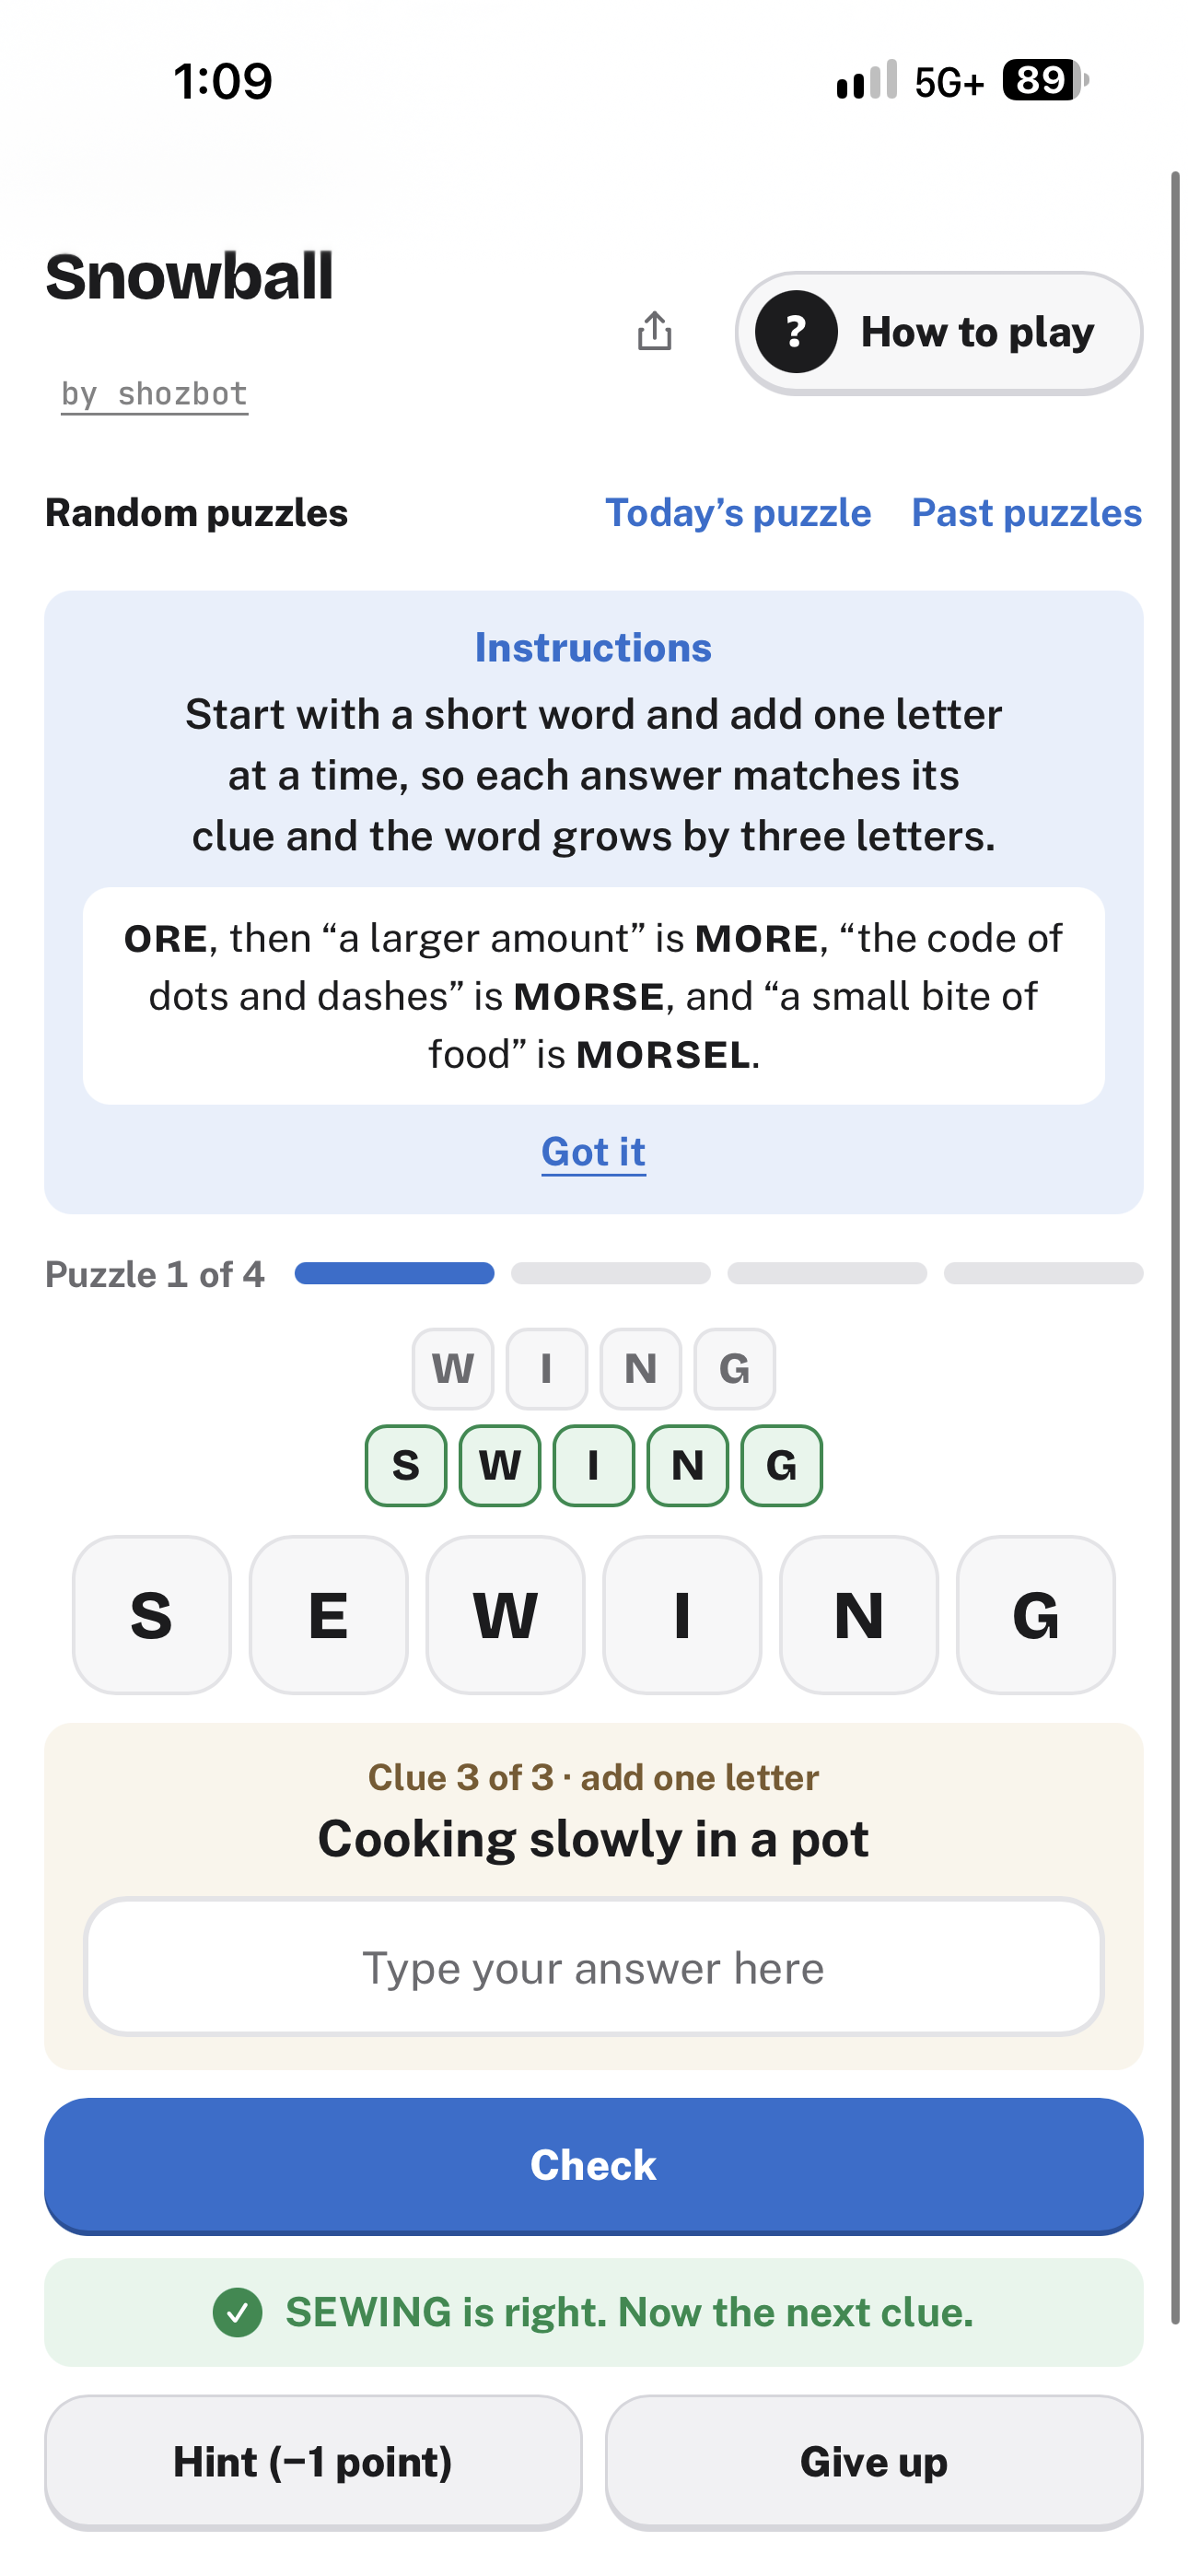 1:09
5G+ 89
Snowball
? How to play
by shozbot
Random puzzles Today’s puzzle Past puzzles
Instructions
Start with a short word and add one letter
at a time, so each answer matches its
clue and the word grows by three letters.
ORE, then “a larger amount” is MORE, “the code of
dots and dashes” is MORSE, and “a small bite of
food” is MORSEL.
Got it
Puzzle 1 of 4
W I N G
S W I N G
S E W I N G
Clue 3 of 3 · add one letter
Cooking slowly in a pot
Type your answer here
Check
SEWING is right. Now the next clue.
Hint (−1 point) Give up